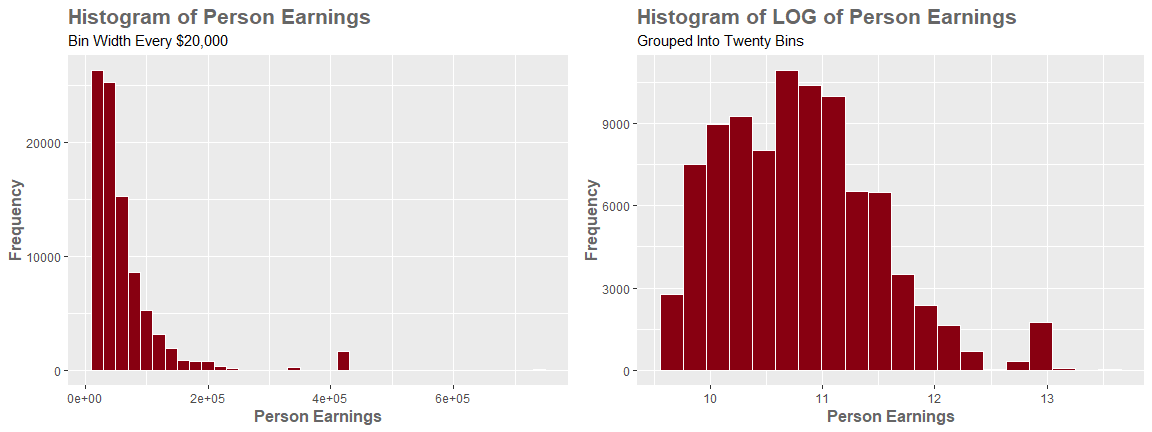 Histogram of Person Earnings
Bin Width Every $20,000
Frequency
20000
10000
0
0e+00 2e+05 4e+05 6e+05
Person Earnings
Histogram of LOG of Person Earnings
Grouped Into Twenty Bins
Frequency
9000
6000
3000
0
10 11 12 13
Person Earnings